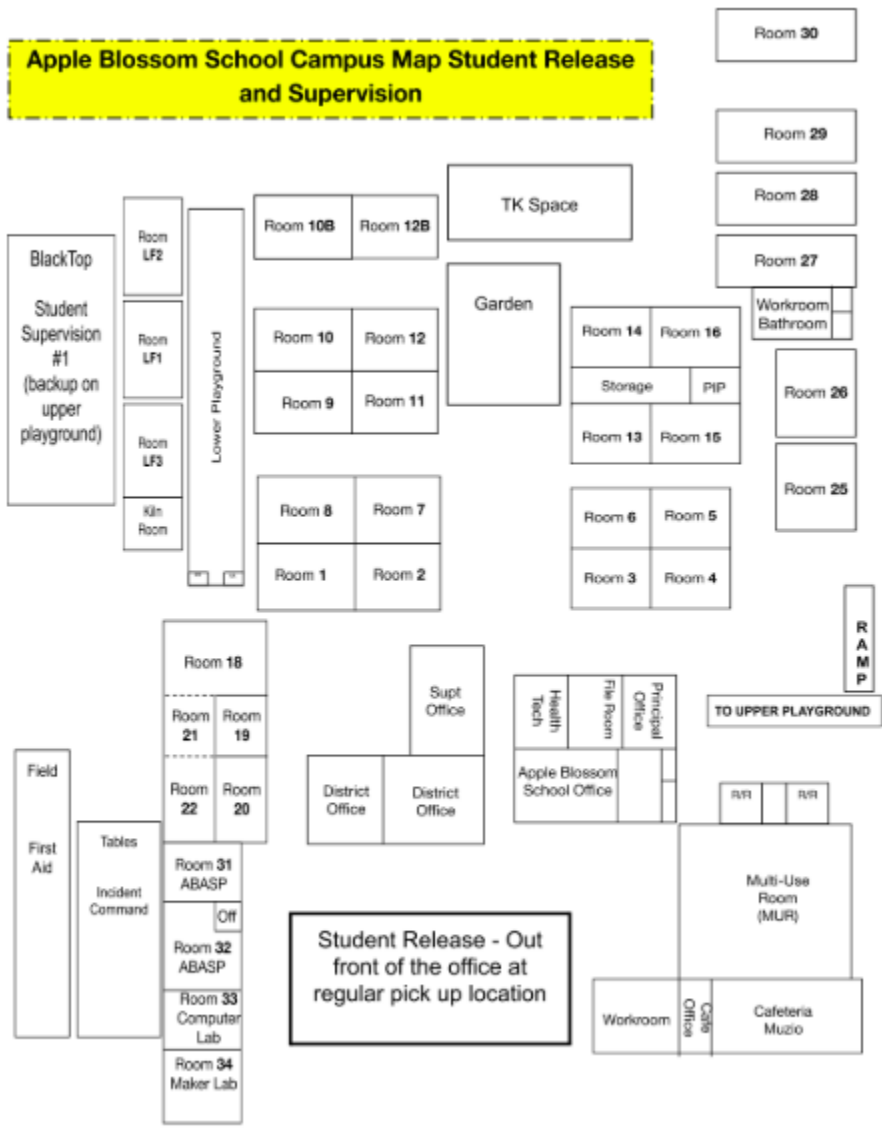 Apple Blossom School Campus Map Student Release
and Supervision
Room 30
Room 29
Room 28
Room 27
Workroom
Bathroom
Room 26
Room 25
TK Space
Garden
Room 10B
Room 12B
Room 10
Room 12
Room 9
Room 11
Room 8
Room 7
Room 1
Room 2
Room 14
Room 16
Storage
PIP
Room 13
Room 15
Room 6
Room 5
Room 3
Room 4
BlackTop
Student
Supervision
#1
(backup on
upper
playground)
Room
LF2
Room
LF1
Room
LF3
Kiln
Room
Lower Playground
RAMP
TO UPPER PLAYGROUND
Room 18
Room
21
Room
19
Room
22
Room
20
Room 31
ABASP
Off
Room 32
ABASP
Room 33
Computer
Lab
Room 34
Maker Lab
Field
First
Aid
Tables
Incident
Command
Supt
Office
District
Office
District
Office
Health
Tech
File Room
Principal
Office
Apple Blossom
School Office
R/R
R/R
Multi-Use
Room
(MUR)
Workroom
Cafe
Office
Cafeteria
Muzio
Student Release - Out
front of the office at
regular pick up location